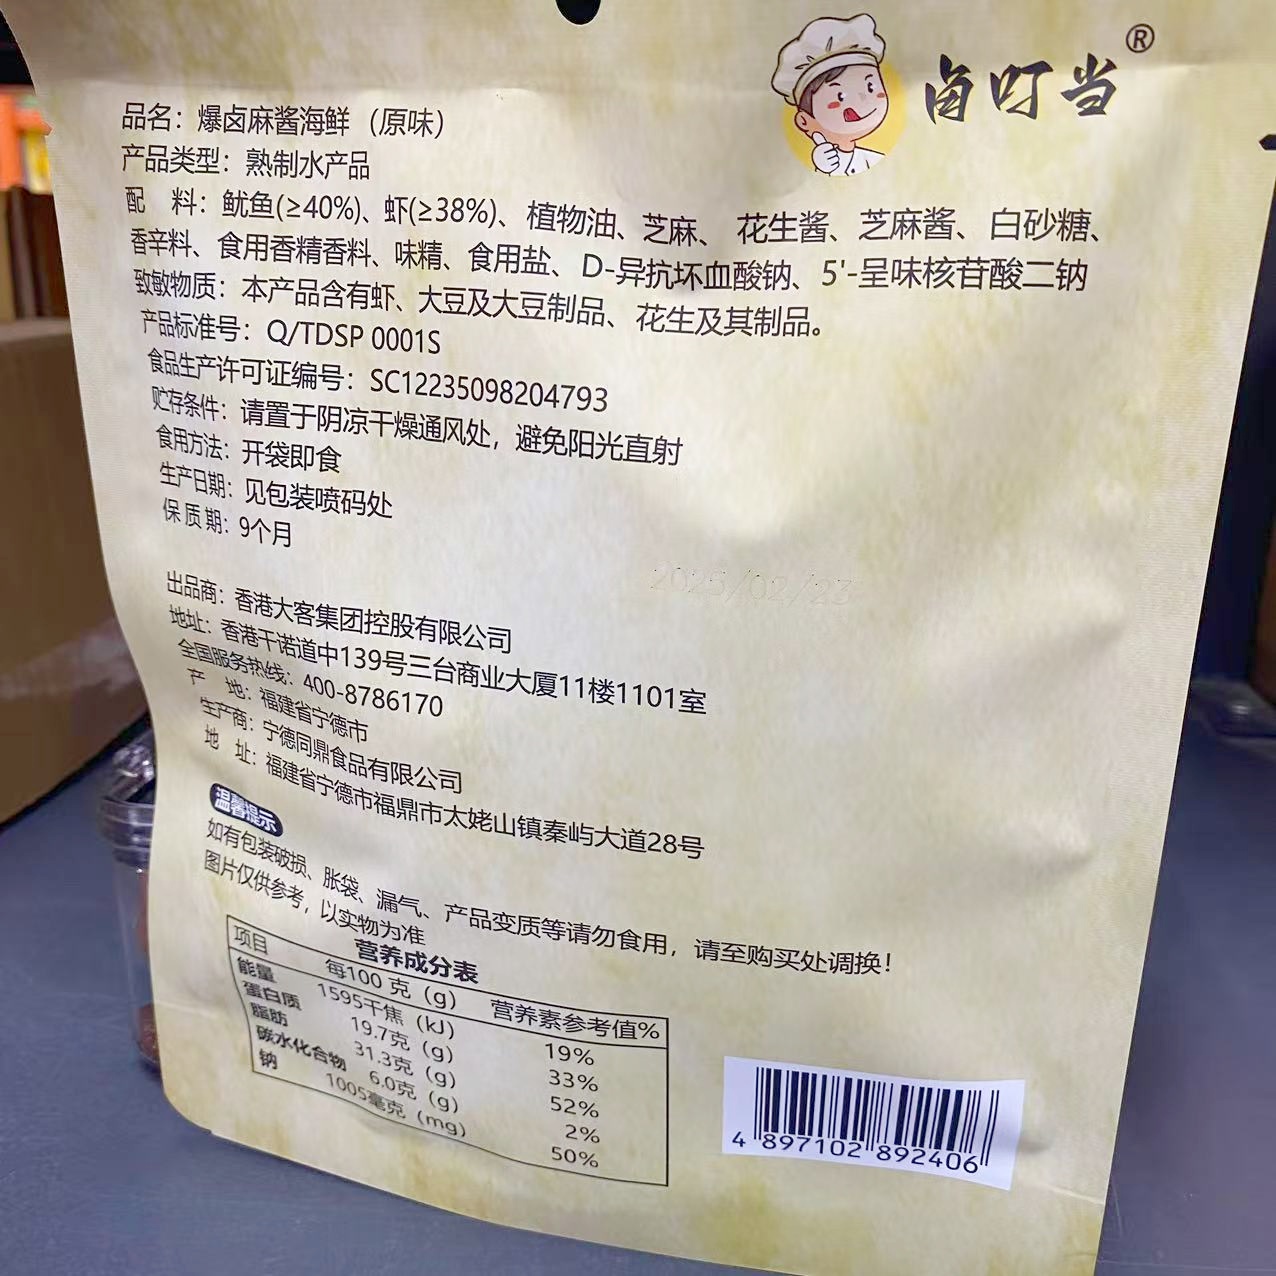 卤叮当®
品名：爆卤麻酱海鲜（原味）
产品类型：熟制水产品
配 料：鱿鱼(≥40%)、虾(≥38%)、植物油、芝麻、花生酱、芝麻酱、白砂糖、
香辛料、食用香精香料、味精、食用盐、D-异抗坏血酸钠、5'-呈味核苷酸二钠
致敏物质：本产品含有虾、大豆及大豆制品、花生及其制品。
产品标准号：Q/TDSP 0001S
食品生产许可证编号：SC12235098204793
贮存条件：请置于阴凉干燥通风处，避免阳光直射
食用方法：开袋即食
生产日期：见包装喷码处
保质期：9个月
2025/02/23
出品商：香港大客集团控股有限公司
地址：香港干诺道中139号三台商业大厦11楼1101室
全国服务热线：400-8786170
产 地：福建省宁德市
生产商：宁德同鼎食品有限公司
地 址：福建省宁德市福鼎市太姥山镇秦屿大道28号
温馨提示
如有包装破损、胀袋、漏气、产品变质等请勿食用，请至购买处调换！
图片仅供参考，以实物为准
营养成分表
项目 每100 克（g） 营养素参考值%
能量 1595千焦（kJ） 19%
蛋白质 19.7克（g） 33%
脂肪 31.3克（g） 52%
碳水化合物 6.0克（g） 2%
钠 1005毫克（mg） 50%
4 897102 892406